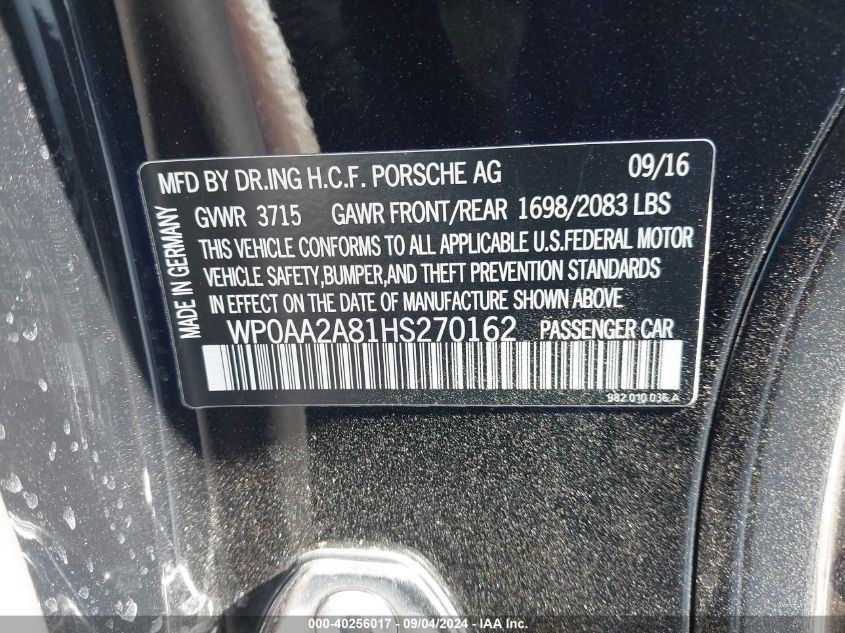 MFD BY DR.ING H.C.F. PORSCHE AG 09/16
GVWR 3715 GAWR FRONT/REAR 1698/2083 LBS
THIS VEHICLE CONFORMS TO ALL APPLICABLE U.S.FEDERAL MOTOR
VEHICLE SAFETY,BUMPER,AND THEFT PREVENTION STANDARDS
IN EFFECT ON THE DATE OF MANUFACTURE SHOWN ABOVE
WP0AA2A81HS270162 PASSENGER CAR
982.010.036.A
MADE IN GERMANY
000-40256017 - 09/04/2024 - IAA Inc.